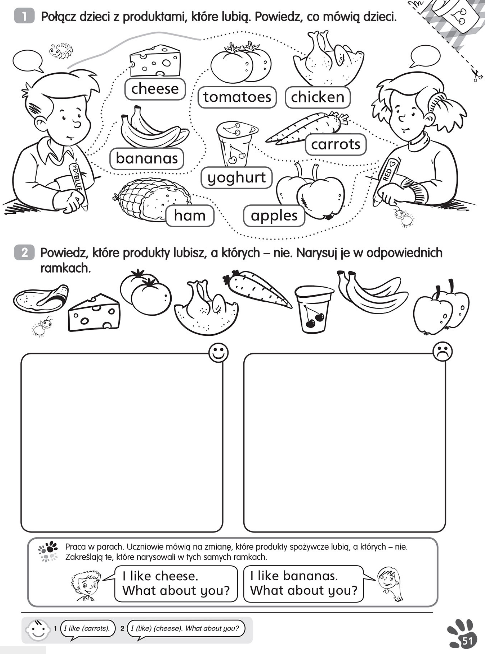 1 Połącz dzieci z produktami, które lubią. Powiedz, co mówią dzieci.
cheese
tomatoes
chicken
bananas
carrots
yoghurt
ham
apples
2 Powiedz, które produkty lubisz, a których – nie. Narysuj je w odpowiednich
ramkach.
Praca w parach. Uczniowie mówią na zmianę, które produkty spożywcze lubią, a których – nie.
Zakreślają te, które narysowali w tych samych ramkach.
I like cheese.
What about you?
I like bananas.
What about you?
1 I like (carrots). 2 I (like) (cheese). What about you?
51